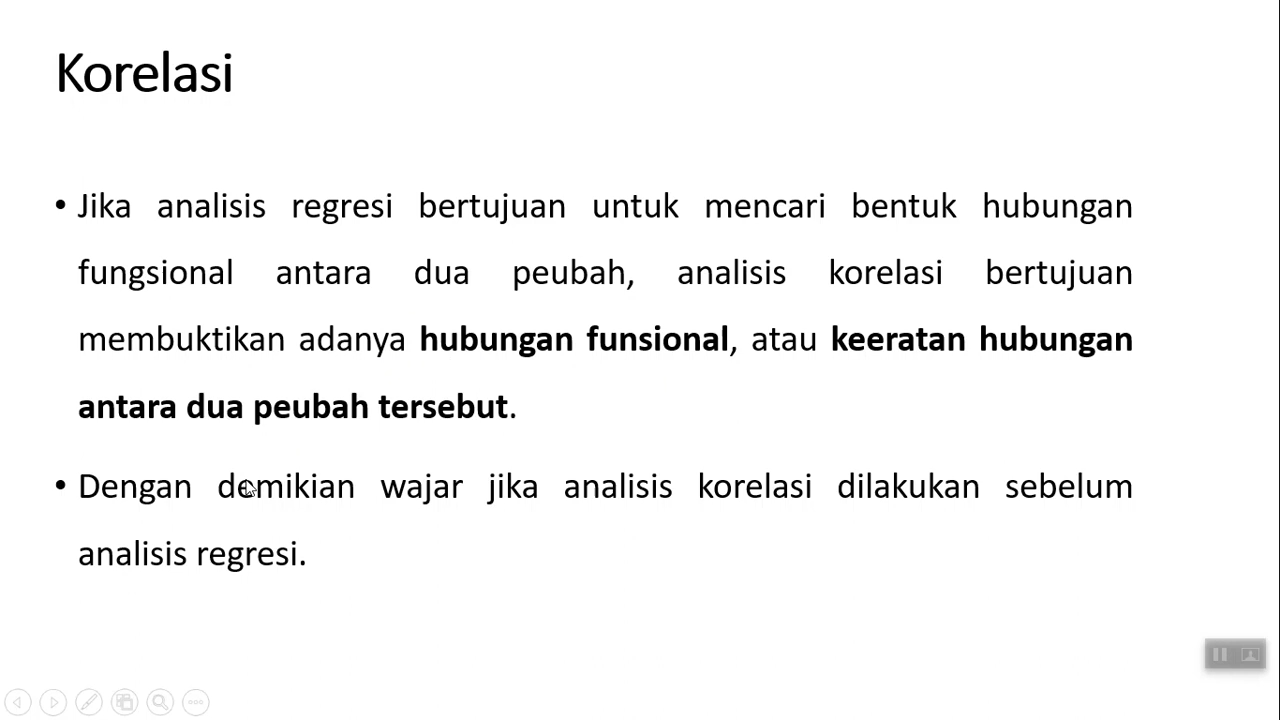 Korelasi
• Jika analisis regresi bertujuan untuk mencari bentuk hubungan
fungsional antara dua peubah, analisis korelasi bertujuan
membuktikan adanya hubungan funsional, atau keeratan hubungan
antara dua peubah tersebut.
• Dengan demikian wajar jika analisis korelasi dilakukan sebelum
analisis regresi.